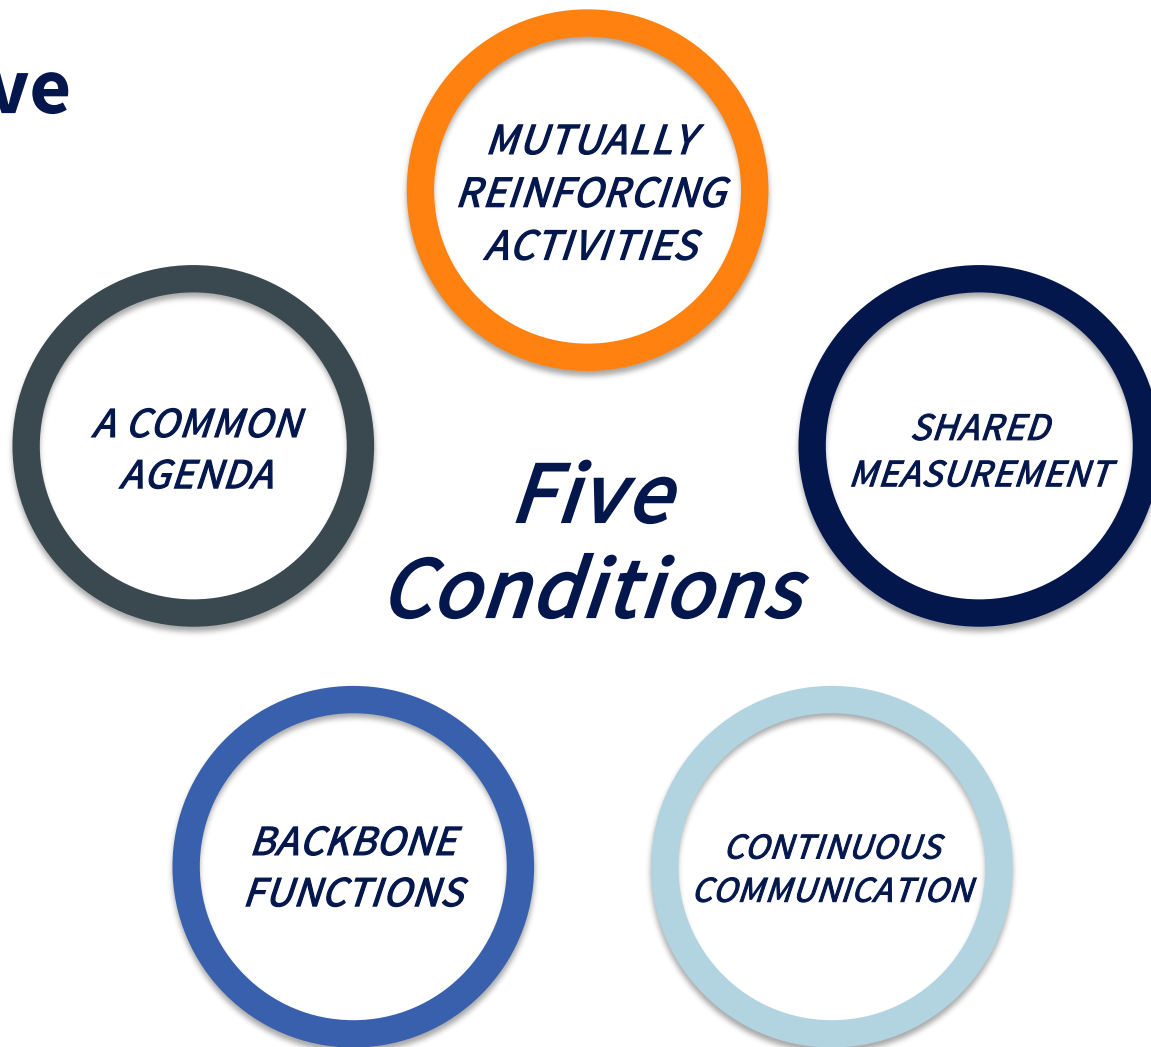 ve
MUTUALLY
REINFORCING
ACTIVITIES
A COMMON
AGENDA
SHARED
MEASUREMENT
Five
Conditions
BACKBONE
FUNCTIONS
CONTINUOUS
COMMUNICATION